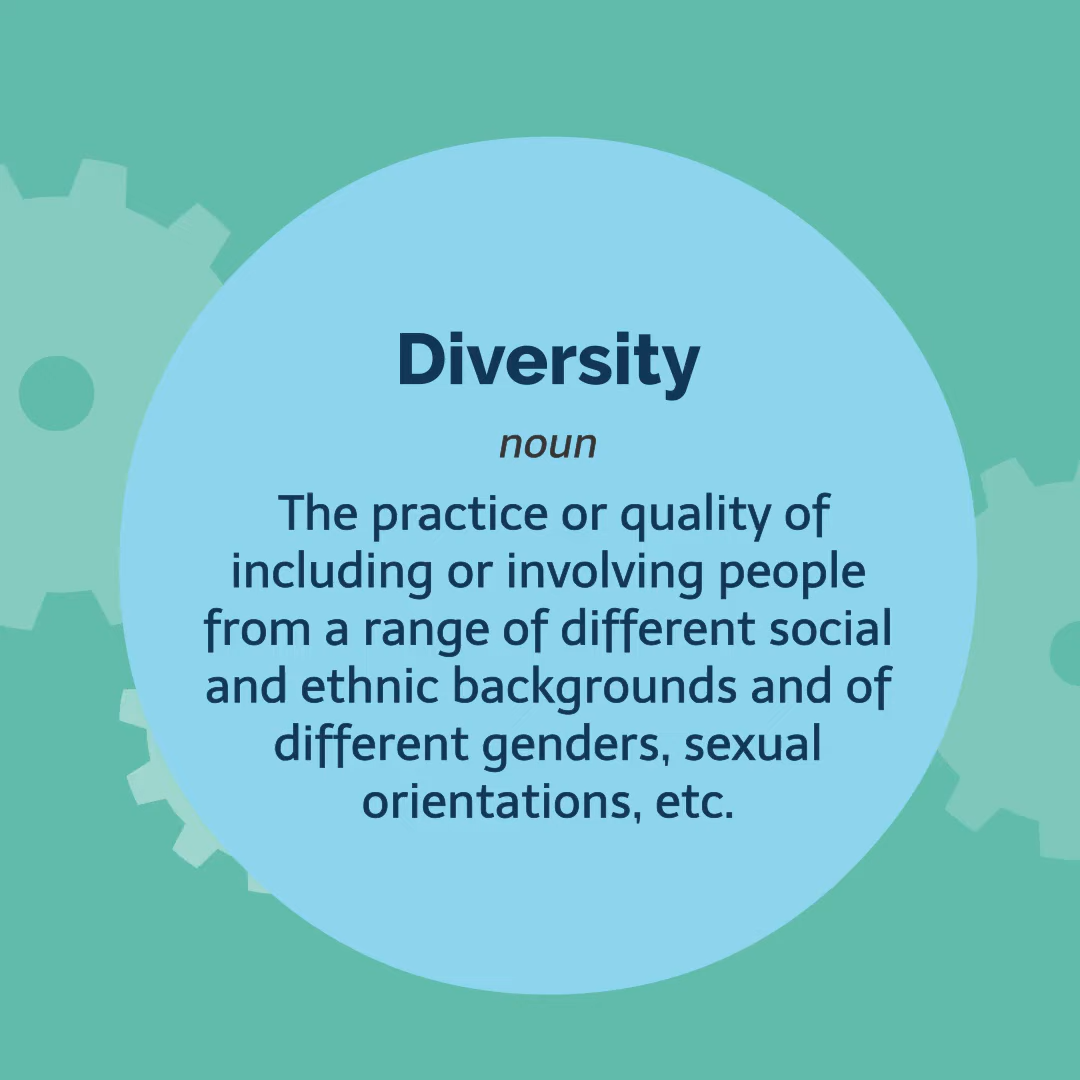 Diversity
noun
The practice or quality of
including or involving people
from a range of different social
and ethnic backgrounds and of
different genders, sexual
orientations, etc.